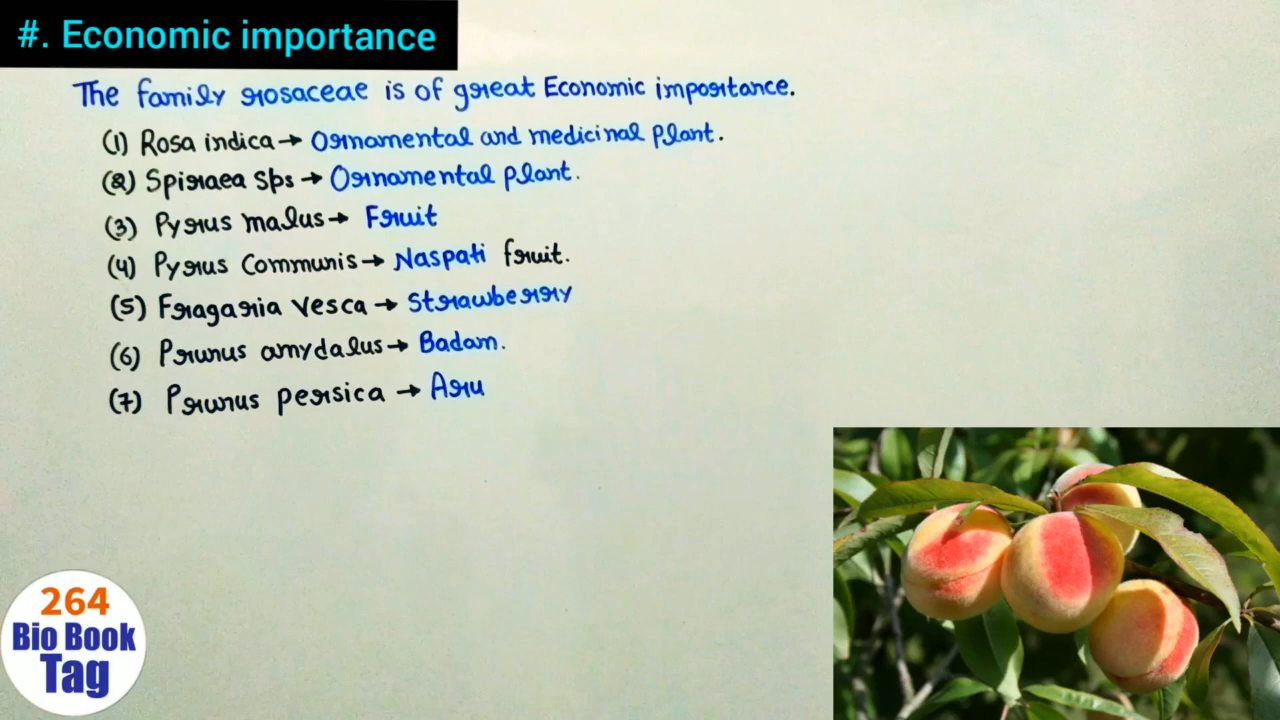 #. Economic importance
The family rosaceae is of great Economic importance.
(1) Rosa indica → Ornamental and medicinal plant.
(2) Spiraea Sps → Ornamental plant.
(3) Pyrus malus → Fruit
(4) Pyrus Communis → Naspati fruit.
(5) Fragaria vesca → Strawberry
(6) Prunus amydalus → Badam.
(7) Prunus persica → Aru
264
Bio Book
Tag